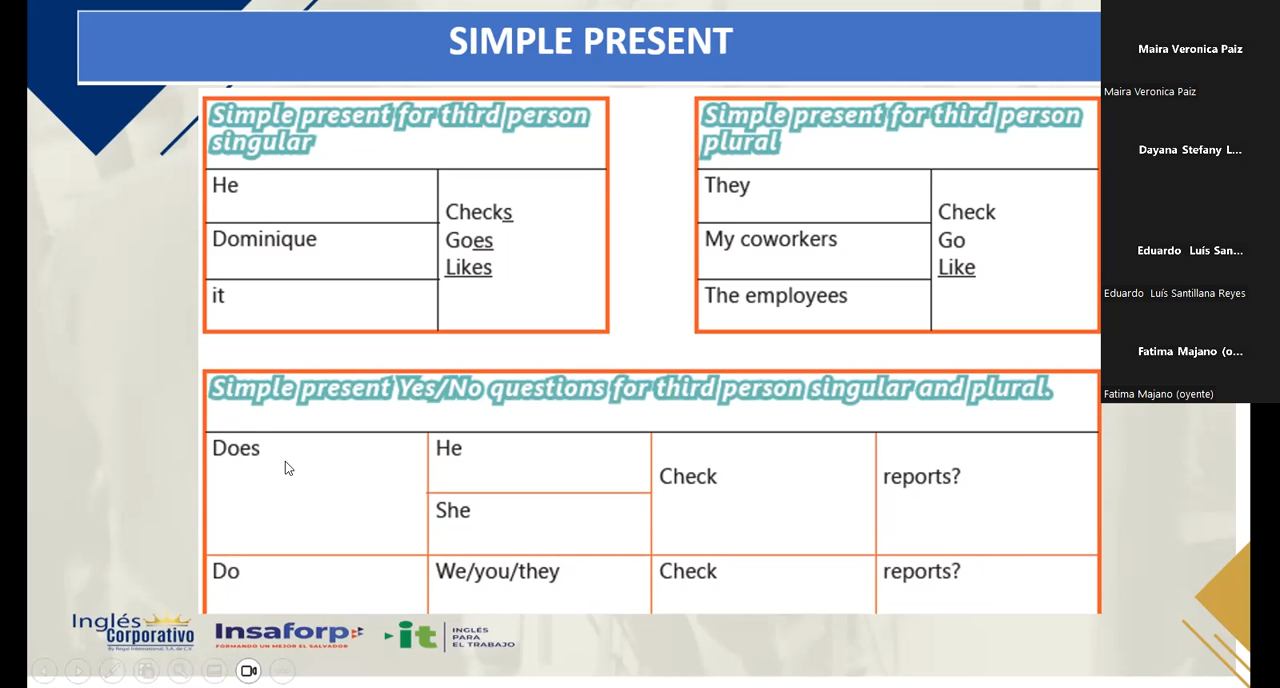 SIMPLE PRESENT
Simple present for third person
singular
He
Dominique
it
Checks
Goes
Likes
Simple present for third person
plural
They
My coworkers
The employees
Check
Go
Like
Simple present Yes/No questions for third person singular and plural.
Does
He
She
Check
reports?
Do
We/you/they
Check
reports?
Inglés
Corporativo
By Regal International, S.A. de C.V.
Insaforp
FORMANDO UN MEJOR EL SALVADOR
it
INGLÉS
PARA
EL TRABAJO
Maira Veronica Paiz
Maira Veronica Paiz
Dayana Stefany L...
Eduardo Luís San...
Eduardo Luís Santillana Reyes
Fatima Majano (o...
Fatima Majano (oyente)